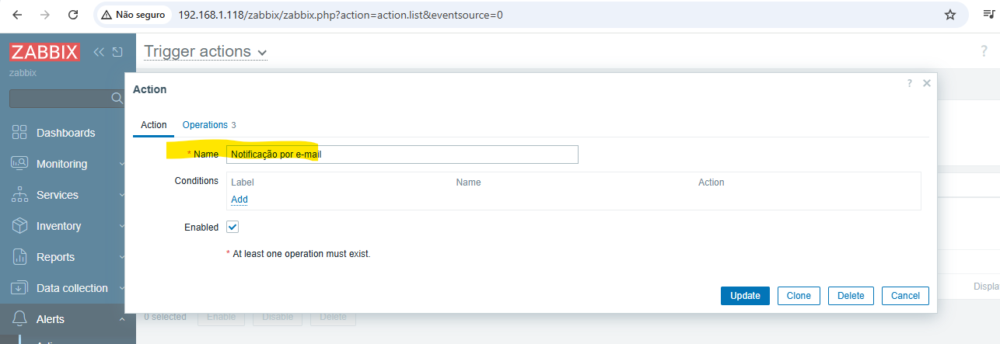 Não seguro 192.168.1.118/zabbix/zabbix.php?action=action.list&eventsource=0
ZABBIX
zabbix
Trigger actions
?
Action
?
Action Operations 3
* Name Notificação por e-mail
Conditions Label Name Action
Add
Enabled
* At least one operation must exist.
Update Clone Delete Cancel
Dashboards
Monitoring
Services
Inventory
Reports
Data collection
Alerts
Displa
0 selected Enable Disable Delete